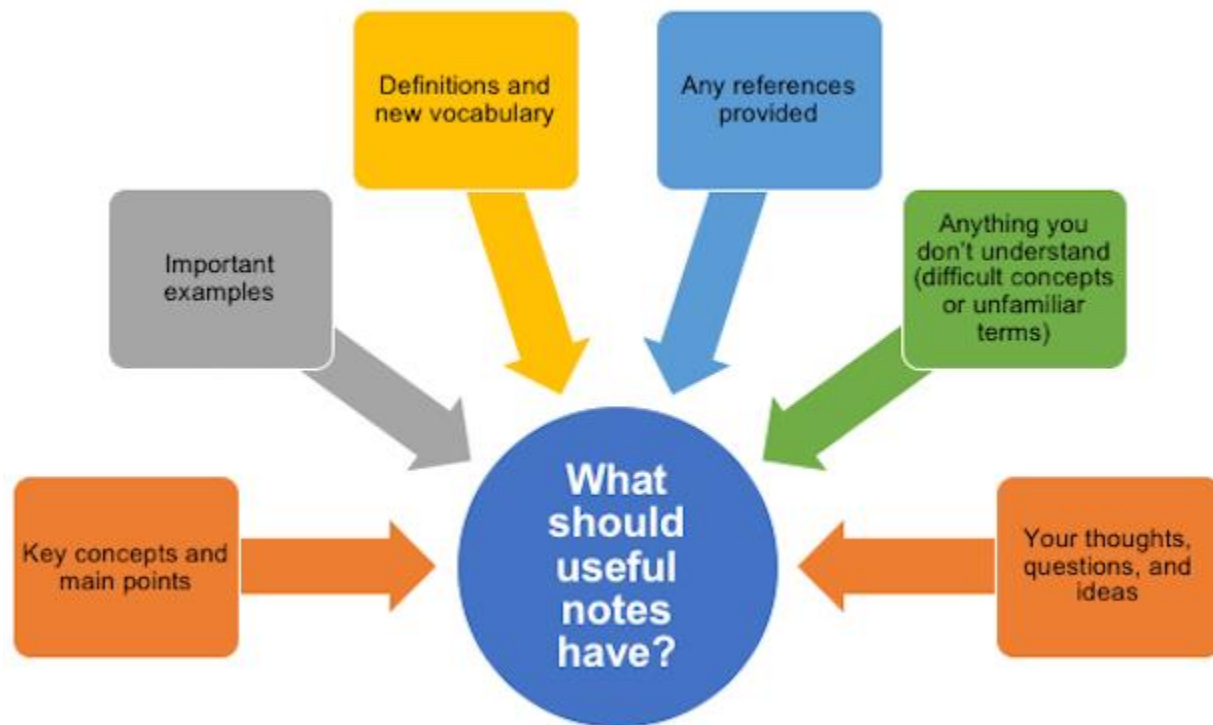 Definitions and
new vocabulary
Any references
provided
Important
examples
Anything you
don't understand
(difficult concepts
or unfamiliar
terms)
Key concepts and
main points
What
should
useful
notes
have?
Your thoughts,
questions, and
ideas